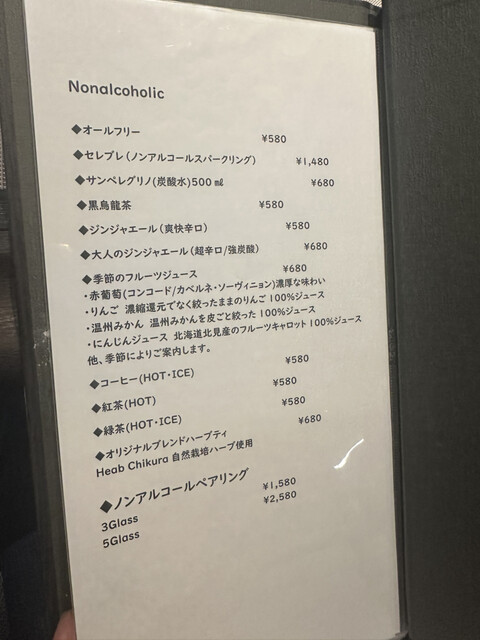 Nonalcoholic
◆オールフリー ¥580
◆セレブレ(ノンアルコールスパークリング) ¥1,480
◆サンペレグリノ(炭酸水)500㎖ ¥680
◆黒烏龍茶 ¥580
◆ジンジャエール(爽快辛口) ¥580
◆大人のジンジャエール(超辛口/強炭酸) ¥680
◆季節のフルーツジュース ¥680
・赤葡萄(コンコード/カベルネ・ソーヴィニョン)濃厚な味わい
・りんご 濃縮還元でなく絞ったままのりんご100%ジュース
・温州みかん 温州みかんを皮ごと絞った100%ジュース
・にんじんジュース 北海道北見産のフルーツキャロット100%ジュース
他、季節によりご案内します。
◆コーヒー(HOT・ICE) ¥580
◆紅茶(HOT) ¥580
◆緑茶(HOT・ICE) ¥580
◆オリジナルブレンドハーブティ ¥680
Heab Chikura 自然栽培ハーブ使用
◆ノンアルコールペアリング
3Glass ¥1,580
5Glass ¥2,580